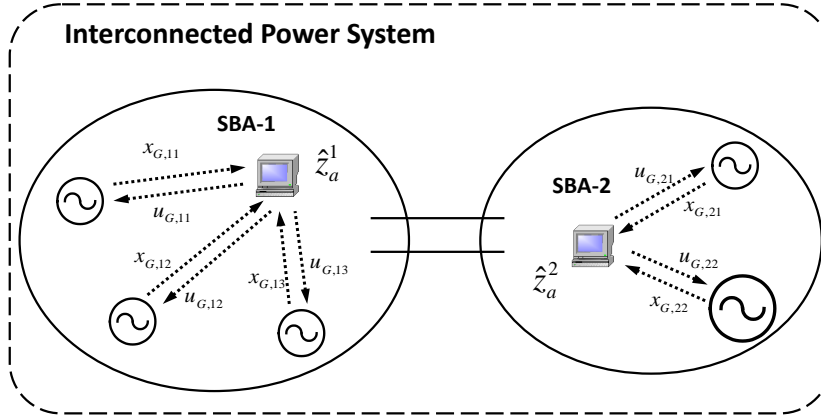 Interconnected Power System
SBA-1
$\hat{z}_a^1$
$x_{G,11}$
$u_{G,11}$
$x_{G,12}$
$u_{G,12}$
$x_{G,13}$
$u_{G,13}$
SBA-2
$\hat{z}_a^2$
$u_{G,21}$
$x_{G,21}$
$u_{G,22}$
$x_{G,22}$